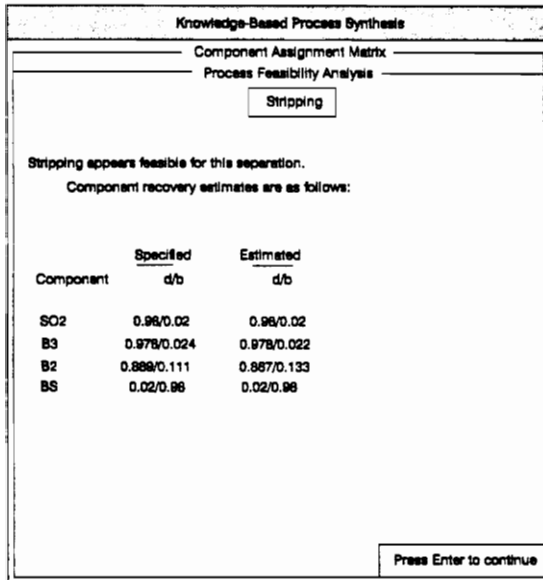 Knowledge-Based Process Synthesis
Component Assignment Matrix
Process Feasibility Analysis
Stripping
Stripping appears feasible for this separation.
Component recovery estimates are as follows:
Specified Estimated
Component d/b d/b
SO2 0.98/0.02 0.98/0.02
B3 0.976/0.024 0.978/0.022
B2 0.889/0.111 0.867/0.133
BS 0.02/0.98 0.02/0.98
Press Enter to continue